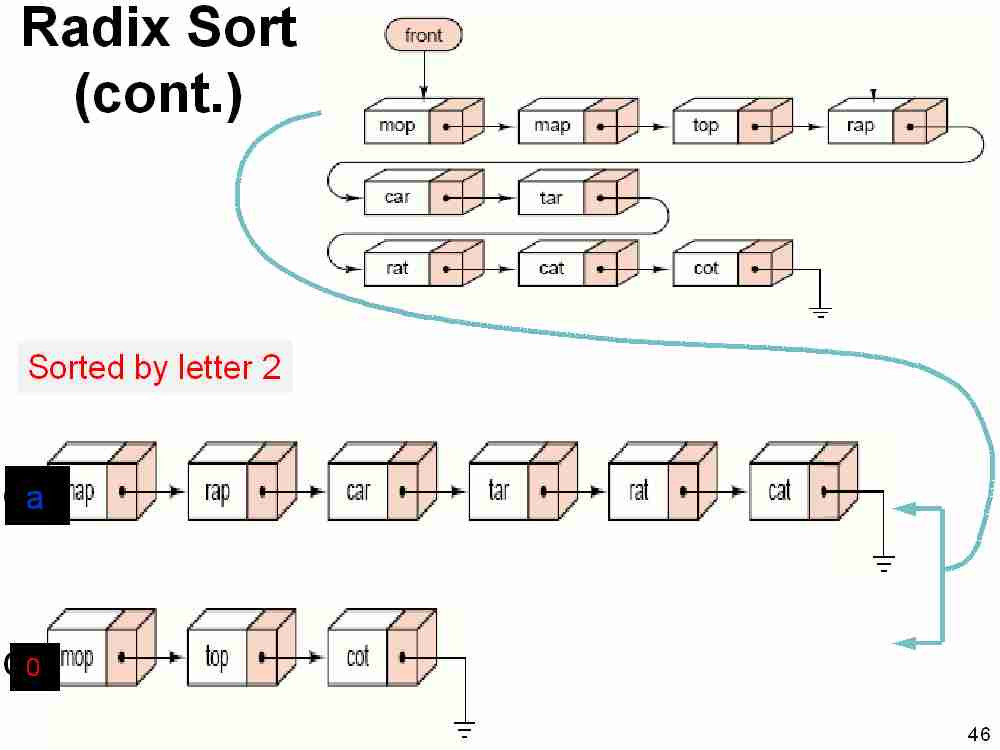 Radix Sort
(cont.)
front
mop map top rap
car tar
rat cat cot
Sorted by letter 2
a
map rap car tar rat cat
o
mop top cot
46